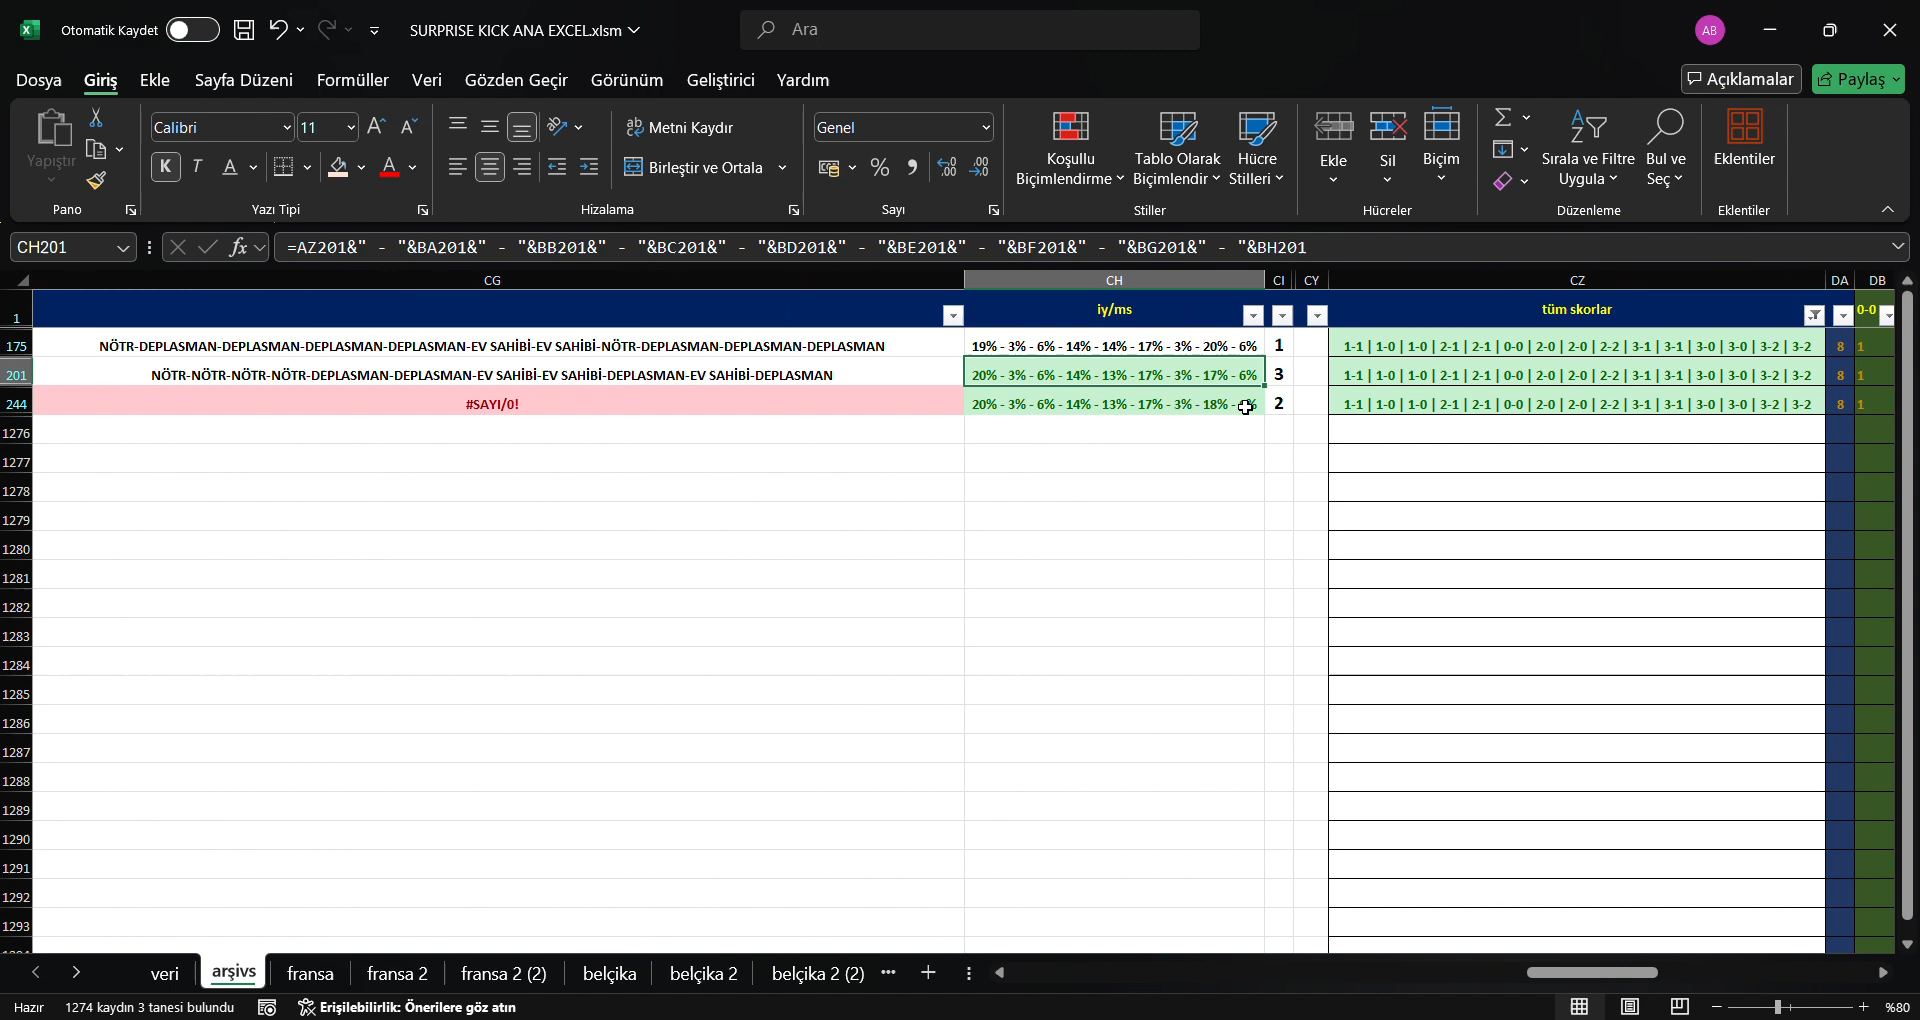 Otomatik Kaydet
SURPRISE KICK ANA EXCEL.xlsm
Ara
AB
Dosya Giriş Ekle Sayfa Düzeni Formüller Veri Gözden Geçir Görünüm Geliştirici Yardım
Açıklamalar Paylaş
Calibri 11
Metni Kaydır
Genel
Yapıştır
K T A A
Birleştir ve Ortala
Koşullu Biçimlendirme
Tablo Olarak Biçimlendir
Hücre Stilleri
Ekle Sil Biçim
Sırala ve Filtre Uygula
Bul ve Seç
Eklentiler
Pano Yazı Tipi Hizalama Sayı Stiller Hücreler Düzenleme Eklentiler
CH201 fx =AZ201&" - "&BA201&" - "&BB201&" - "&BC201&" - "&BD201&" - "&BE201&" - "&BF201&" - "&BG201&" - "&BH201
CG CH CI CY CZ DA DB
1 iy/ms tüm skorlar 0-0
175 NÖTR-DEPLASMAN-DEPLASMAN-DEPLASMAN-DEPLASMAN-EV SAHİBİ-EV SAHİBİ-NÖTR-DEPLASMAN-DEPLASMAN-DEPLASMAN 19% - 3% - 6% - 14% - 14% - 17% - 3% - 20% - 6% 1 1-1 | 1-0 | 1-0 | 2-1 | 2-1 | 0-0 | 2-0 | 2-0 | 2-2 | 3-1 | 3-1 | 3-0 | 3-0 | 3-2 | 3-2 8 1
201 NÖTR-NÖTR-NÖTR-NÖTR-DEPLASMAN-DEPLASMAN-EV SAHİBİ-EV SAHİBİ-DEPLASMAN-EV SAHİBİ-DEPLASMAN 20% - 3% - 6% - 14% - 13% - 17% - 3% - 17% - 6% 3 1-1 | 1-0 | 1-0 | 2-1 | 2-1 | 0-0 | 2-0 | 2-0 | 2-2 | 3-1 | 3-1 | 3-0 | 3-0 | 3-2 | 3-2 8 1
244 #SAYI/0! 20% - 3% - 6% - 14% - 13% - 17% - 3% - 18% - % 2 1-1 | 1-0 | 1-0 | 2-1 | 2-1 | 0-0 | 2-0 | 2-0 | 2-2 | 3-1 | 3-1 | 3-0 | 3-0 | 3-2 | 3-2 8 1
1276
1277
1278
1279
1280
1281
1282
1283
1284
1285
1286
1287
1288
1289
1290
1291
1292
1293
veri arşivs fransa fransa 2 fransa 2 (2) belçika belçika 2 belçika 2 (2)
Hazır 1274 kaydın 3 tanesi bulundu Erişilebilirlik: Önerilere göz atın %80